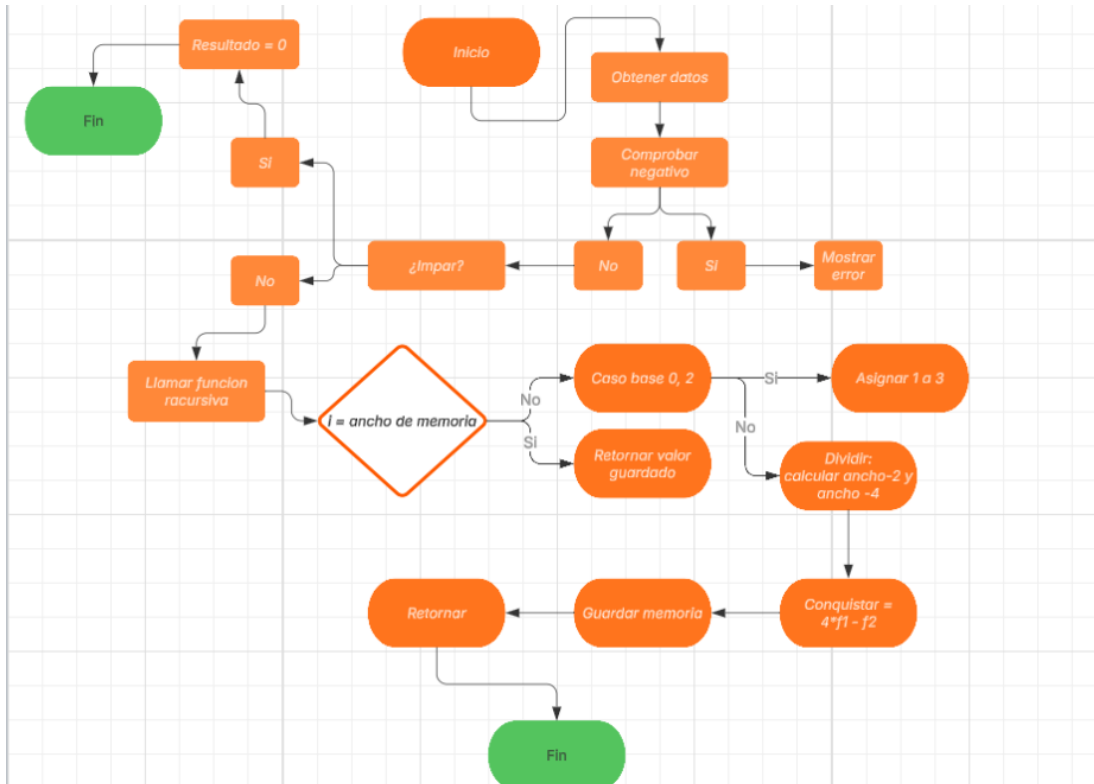 Resultado = 0
Inicio
Obtener datos
Fin
Si
Comprobar
negativo
No
¿Impar?
No
Si
Mostrar
error
Llamar funcion
racursiva
i = ancho de memoria
No
Si
Caso base 0, 2
Si
Asignar 1 a 3
No
Retornar valor
guardado
Dividir:
calcular ancho-2 y
ancho -4
Retornar
Guardar memoria
Conquistar =
4*f1 - f2
Fin